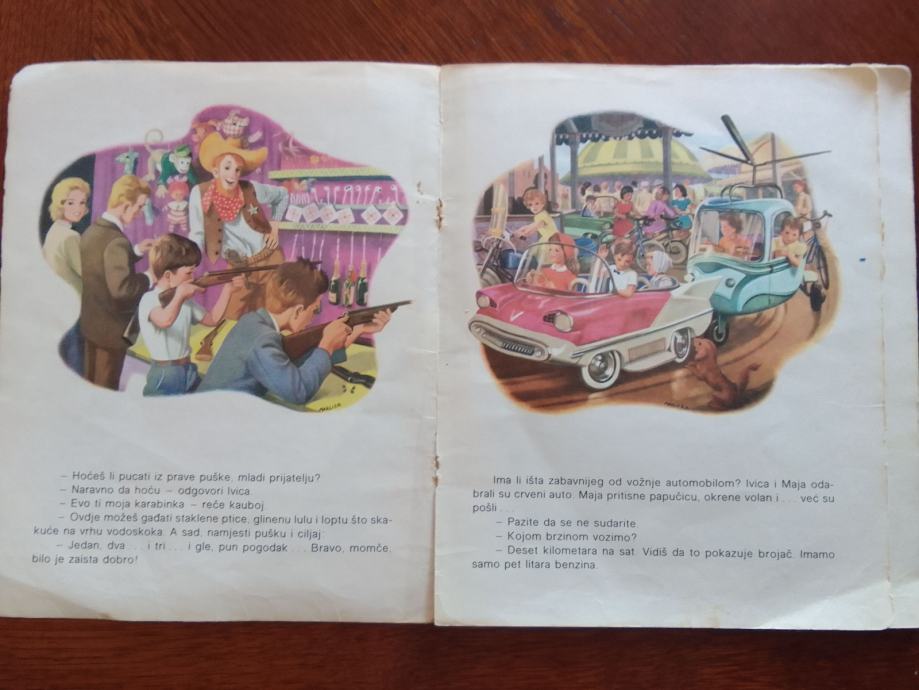 – Hoćeš li pucati iz prave puške, mladi prijatelju?
– Naravno da hoću – odgovori Ivica.
– Evo ti moja karabinka – reče kauboj.
– Ovdje možeš gađati staklene ptice, glinenu lulu i loptu što ska-
kuće na vrhu vodoskoka. A sad, namjesti pušku i ciljaj:
– Jedan, dva . . . i tri . . . i gle, pun pogodak . . . Bravo, momče,
bilo je zaista dobro!
Ima li išta zabavnijeg od vožnje automobilom? Ivica i Maja oda-
brali su crveni auto. Maja pritisne papučicu, okrene volan i . . . već su
pošli . . .
– Pazite da se ne sudarite.
– Kojom brzinom vozimo?
– Deset kilometara na sat. Vidiš da to pokazuje brojač. Imamo
samo pet litara benzina.